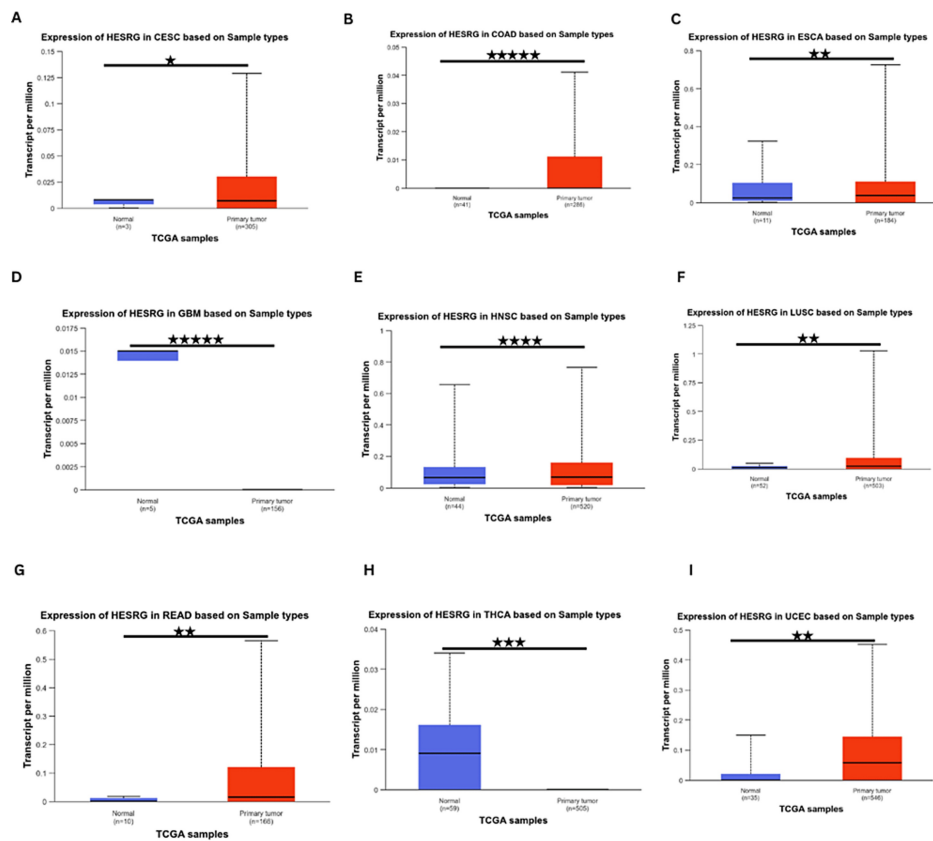 A
Expression of HESRG in CESC based on Sample types
Transcript per million
0.15
0.125
0.1
0.075
0.05
0.025
0
Normal
(n=3)
Primary tumor
(n=305)
TCGA samples
B
Expression of HESRG in COAD based on Sample types
Transcript per million
0.05
0.04
0.03
0.02
0.01
0
Normal
(n=41)
Primary tumor
(n=286)
TCGA samples
C
Expression of HESRG in ESCA based on Sample types
Transcript per million
0.8
0.6
0.4
0.2
0
Normal
(n=11)
Primary tumor
(n=184)
TCGA samples
D
Expression of HESRG in GBM based on Sample types
Transcript per million
0.0175
0.015
0.0125
0.01
0.0075
0.005
0.0025
0
Normal
(n=5)
Primary tumor
(n=156)
TCGA samples
E
Expression of HESRG in HNSC based on Sample types
Transcript per million
1
0.8
0.6
0.4
0.2
0
Normal
(n=44)
Primary tumor
(n=520)
TCGA samples
F
Expression of HESRG in LUSC based on Sample types
Transcript per million
1.25
1
0.75
0.5
0.25
0
Normal
(n=52)
Primary tumor
(n=503)
TCGA samples
G
Expression of HESRG in READ based on Sample types
Transcript per million
0.6
0.5
0.4
0.3
0.2
0.1
0
Normal
(n=10)
Primary tumor
(n=166)
TCGA samples
H
Expression of HESRG in THCA based on Sample types
Transcript per million
0.04
0.03
0.02
0.01
0
Normal
(n=59)
Primary tumor
(n=505)
TCGA samples
I
Expression of HESRG in UCEC based on Sample types
Transcript per million
0.5
0.4
0.3
0.2
0.1
0
Normal
(n=35)
Primary tumor
(n=546)
TCGA samples